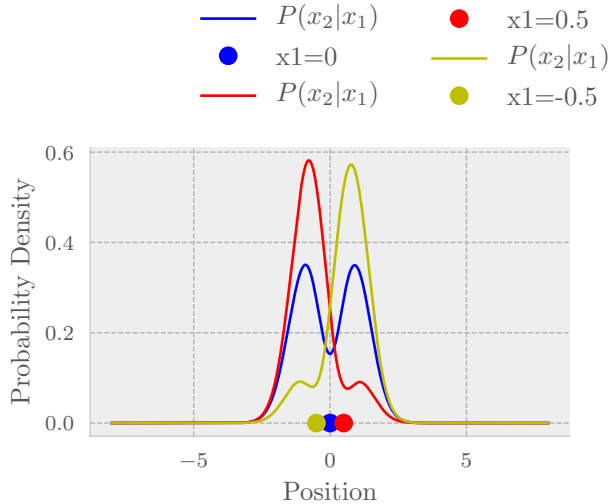 P(x₂|x₁)
x1=0
P(x₂|x₁)
x1=0.5
P(x₂|x₁)
x1=-0.5
0.6
0.4
0.2
0.0
Probability Density
−5
0
5
Position